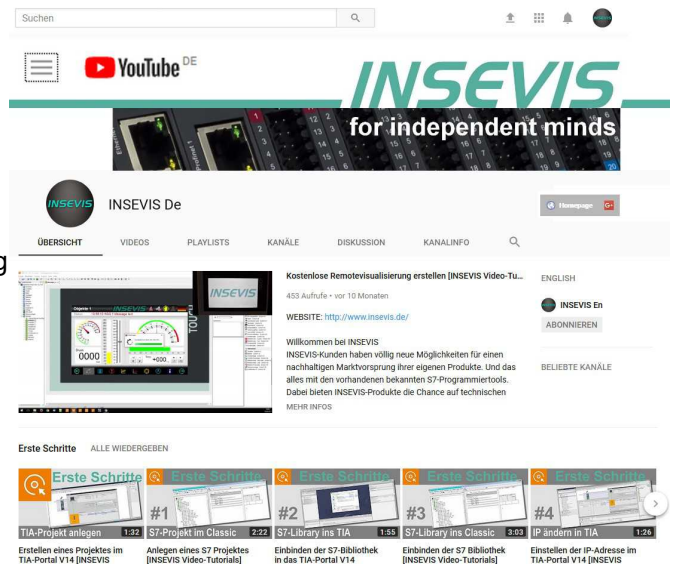 Suchen
YouTube DE
INSEVIS
for independent minds
INSEVIS
INSEVIS De
Homepage
G+
ÜBERSICHT VIDEOS PLAYLISTS KANÄLE DISKUSSION KANALINFO
g
Kostenlose Remotevisualisierung erstellen [INSEVIS Video-Tu...
453 Aufrufe • vor 10 Monaten
WEBSITE: http://www.insevis.de/
Willkommen bei INSEVIS
INSEVIS-Kunden haben völlig neue Möglichkeiten für einen
nachhaltigen Marktvorsprung ihrer eigenen Produkte. Und das
alles mit den vorhandenen bekannten S7-Programmiertools.
Dabei bieten INSEVIS-Produkte die Chance auf technischen
MEHR INFOS
INSEVIS
INSEVIS
TOUCH
0000
+000
ENGLISH
INSEVIS En
ABONNIEREN
BELIEBTE KANÄLE
Erste Schritte ALLE WIEDERGEBEN
Erste Schritte
TIA-Projekt anlegen 1:32
Erstellen eines Projektes im
TIA-Portal V14 [INSEVIS
Erste Schritte
#1
S7-Projekt im Classic 2:22
Anlegen eines S7 Projektes
[INSEVIS Video-Tutorials]
Erste Schritte
#2
S7-Library ins TIA 1:55
Einbinden der S7-Bibliothek
in das TIA-Portal V14
Erste Schritte
#3
S7-Library ins Classic 3:03
Einbinden der S7 Bibliothek
[INSEVIS Video-Tutorials]
Erste Schritte
#4
IP ändern in TIA 1:26
Einstellen der IP-Adresse im
TIA-Portal V14 [INSEVIS